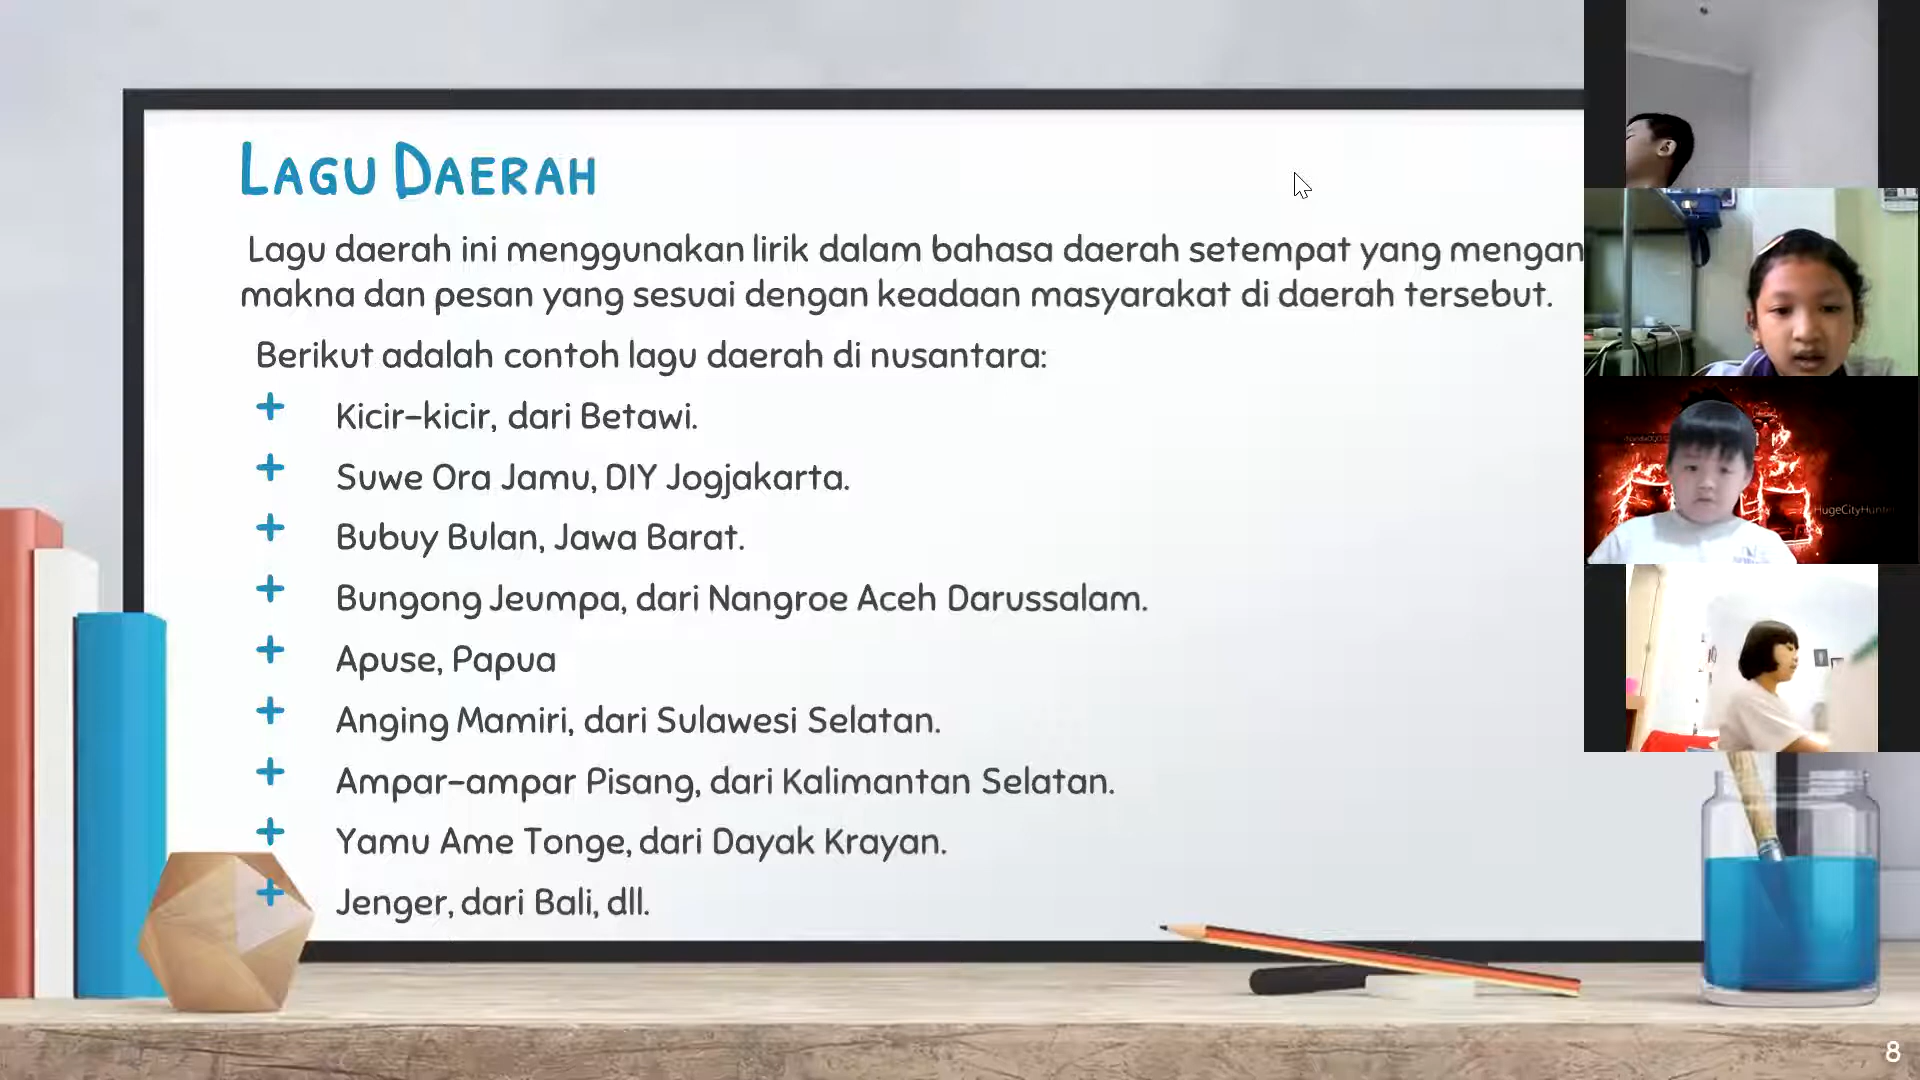 Lagu Daerah
Lagu daerah ini menggunakan lirik dalam bahasa daerah setempat yang mengan
makna dan pesan yang sesuai dengan keadaan masyarakat di daerah tersebut.
Berikut adalah contoh lagu daerah di nusantara:
+ Kicir-kicir, dari Betawi.
+ Suwe Ora Jamu, DIY Jogjakarta.
+ Bubuy Bulan, Jawa Barat.
+ Bungong Jeumpa, dari Nangroe Aceh Darussalam.
+ Apuse, Papua
+ Anging Mamiri, dari Sulawesi Selatan.
+ Ampar-ampar Pisang, dari Kalimantan Selatan.
+ Yamu Ame Tonge, dari Dayak Krayan.
+ Jenger, dari Bali, dll.
HugeCityHunter
8